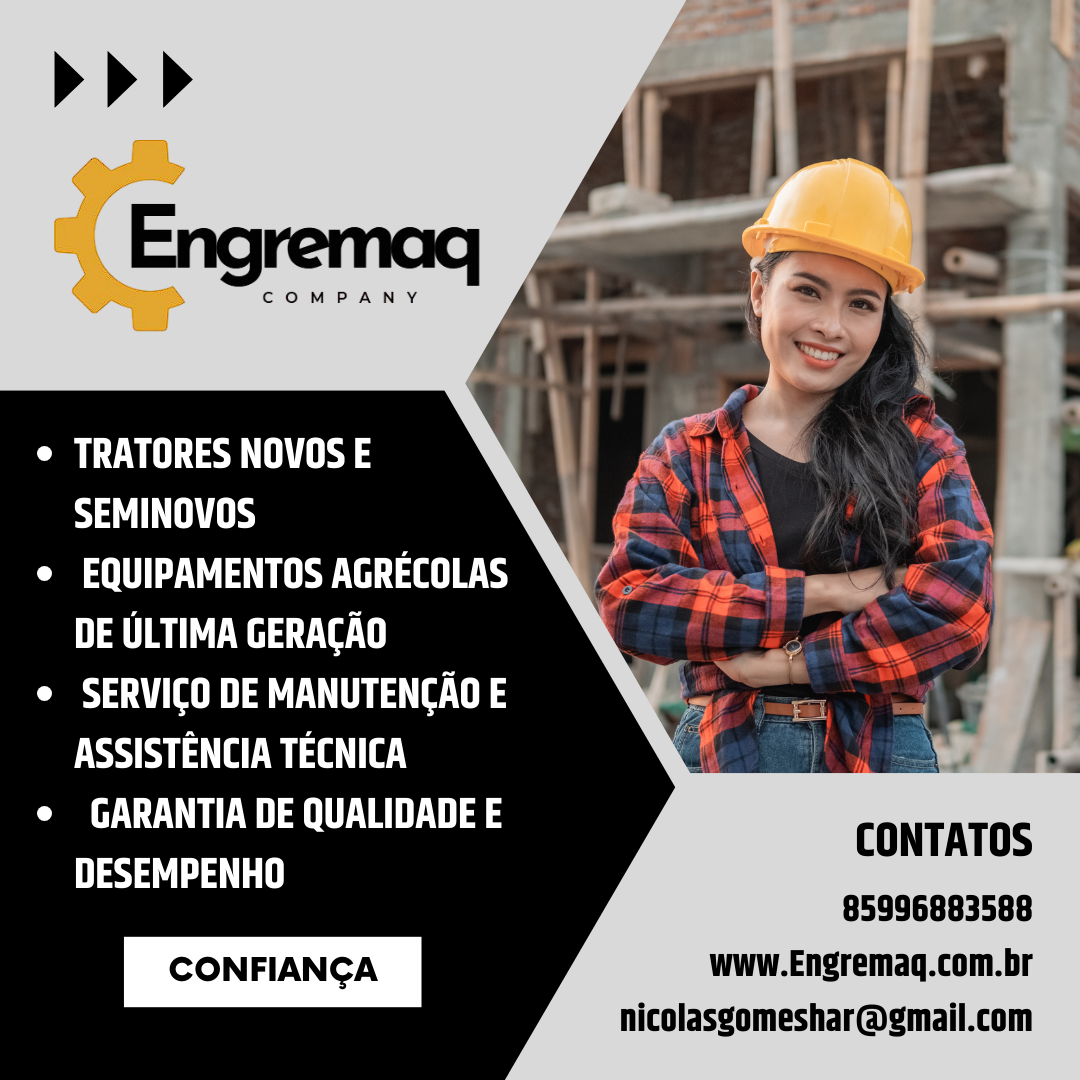 Engremaq
COMPANY
• TRATORES NOVOS E
SEMINOVOS
• EQUIPAMENTOS AGRÉCOLAS
DE ÚLTIMA GERAÇÃO
• SERVIÇO DE MANUTENÇÃO E
ASSISTÊNCIA TÉCNICA
• GARANTIA DE QUALIDADE E
DESEMPENHO
CONFIANÇA
CONTATOS
85996883588
www.Engremaq.com.br
nicolasgomeshar@gmail.com